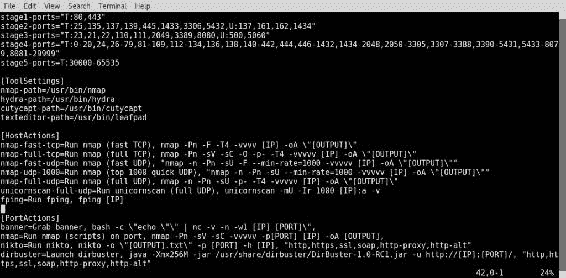 File Edit View Search Terminal Help
stage1-ports="T:80,443"
stage2-ports="T:25,135,137,139,445,1433,3306,5432,U:137,161,162,1434"
stage3-ports="T:23,21,22,110,111,2049,3389,8080,U:500,5060"
stage4-ports="T:0-20,24,26-79,81-109,112-134,136,138,140-442,444,446-1432,1434-2048,2050-3305,3307-3388,3390-5431,5433-807
9,8081-29999"
stage5-ports=T:30000-65535
[ToolSettings]
nmap-path=/usr/bin/nmap
hydra-path=/usr/bin/hydra
cutycapt-path=/usr/bin/cutycapt
texteditor-path=/usr/bin/leafpad
[HostActions]
nmap-fast-tcp=Run nmap (fast TCP), nmap -Pn -F -T4 -vvvv [IP] -oA \"[OUTPUT]\"
nmap-full-tcp=Run nmap (full TCP), nmap -Pn -sV -sC -O -p- -T4 -vvvvv [IP] -oA \"[OUTPUT]\"
nmap-fast-udp=Run nmap (fast UDP), "nmap -n -Pn -sU -F --min-rate=1000 -vvvvv [IP] -oA \"[OUTPUT]\""
nmap-udp-1000=Run nmap (top 1000 quick UDP), "nmap -n -Pn -sU --min-rate=1000 -vvvvv [IP] -oA \"[OUTPUT]\""
nmap-full-udp=Run nmap (full UDP), nmap -n -Pn -sU -p- -T4 -vvvvv [IP] -oA \"[OUTPUT]\"
unicornscan-full-udp=Run unicornscan (full UDP), unicornscan -mU -Ir 1000 [IP]:a -v
fping=Run fping, fping [IP]
[PortActions]
banner=Grab banner, bash -c \"echo \"\" | nc -v -n -w1 [IP] [PORT]\",
nmap=Run nmap (scripts) on port, nmap -Pn -sV -sC -vvvvv -p[PORT] [IP] -oA [OUTPUT],
nikto=Run nikto, nikto -o \"[OUTPUT].txt\" -p [PORT] -h [IP], "http,https,ssl,soap,http-proxy,http-alt"
dirbuster=Launch dirbuster, java -Xmx256M -jar /usr/share/dirbuster/DirBuster-1.0-RC1.jar -u http://[IP]:[PORT]/, "http,ht
tps,ssl,soap,http-proxy,http-alt"
42,0-1 24%